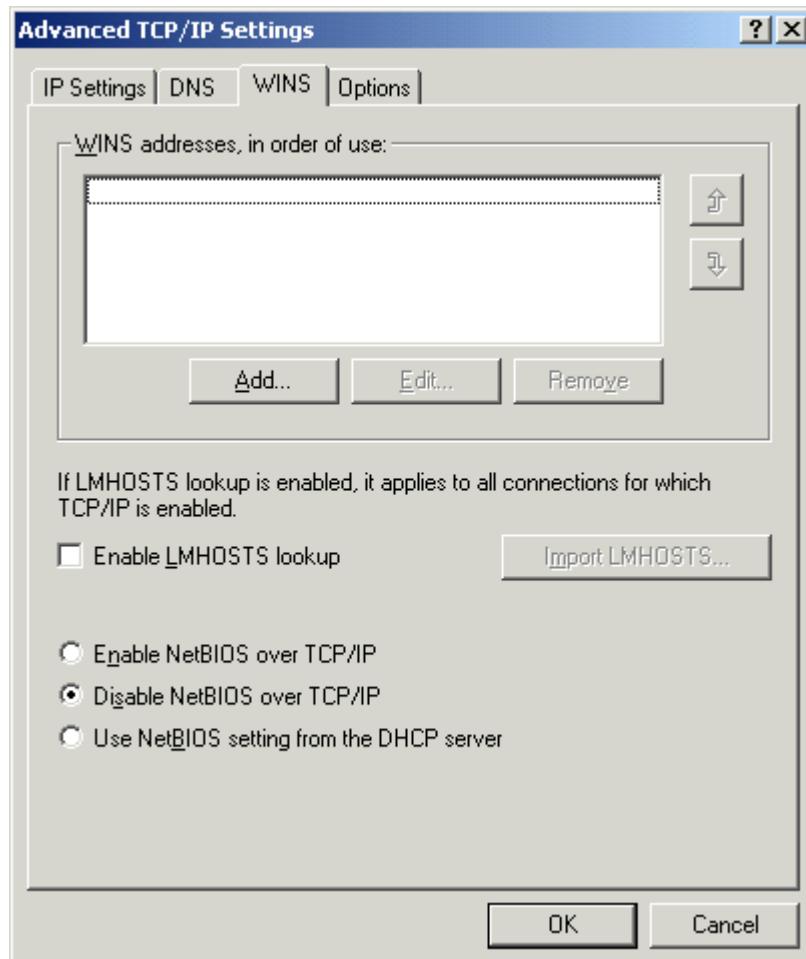 Advanced TCP/IP Settings
IP Settings
DNS
WINS
Options
WINS addresses, in order of use:
Add...
Edit...
Remove
If LMHOSTS lookup is enabled, it applies to all connections for which
TCP/IP is enabled.
Enable LMHOSTS lookup
Import LMHOSTS...
Enable NetBIOS over TCP/IP
Disable NetBIOS over TCP/IP
Use NetBIOS setting from the DHCP server
OK
Cancel